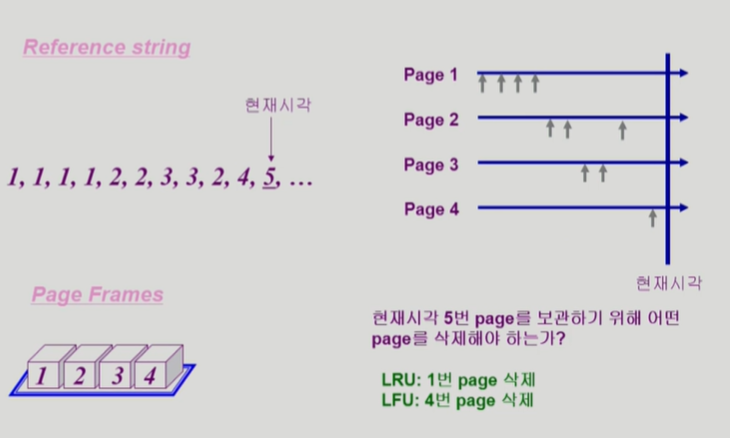 Reference string
현재시각
1, 1, 1, 1, 2, 2, 3, 3, 2, 4, 5, …
Page Frames
1 2 3 4
Page 1
Page 2
Page 3
Page 4
현재시각
현재시각 5번 page를 보관하기 위해 어떤
page를 삭제해야 하는가?
LRU: 1번 page 삭제
LFU: 4번 page 삭제